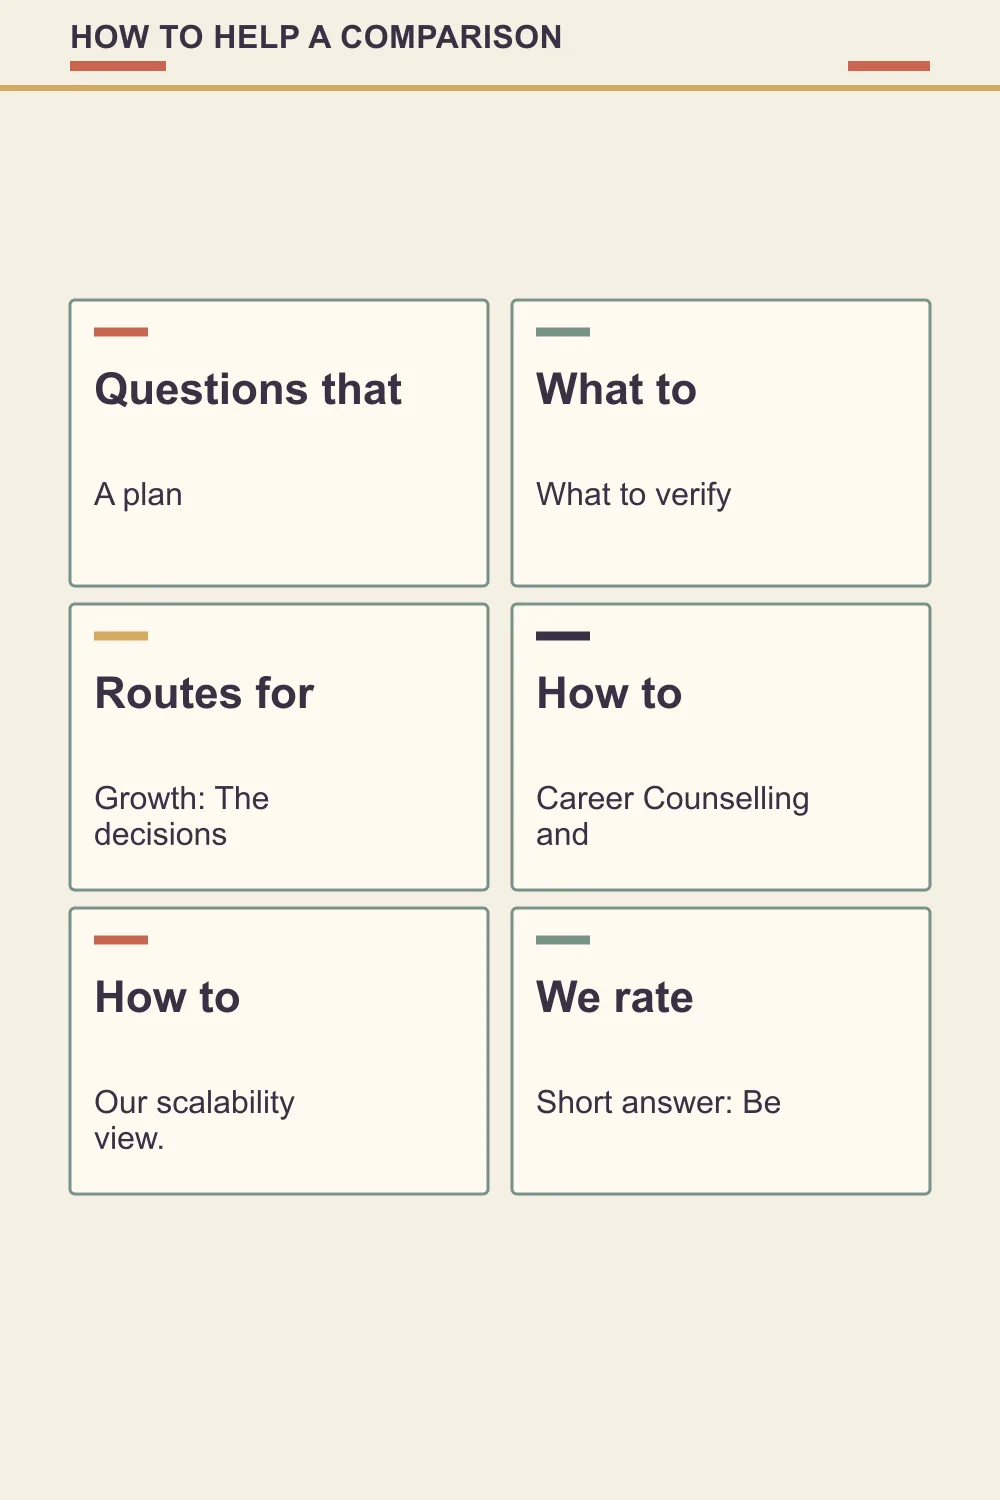 HOW TO HELP A COMPARISON
Questions that
A plan
What to
What to verify
Routes for
Growth: The
decisions
How to
Career Counselling
and
How to
Our scalability
view.
We rate
Short answer: Be